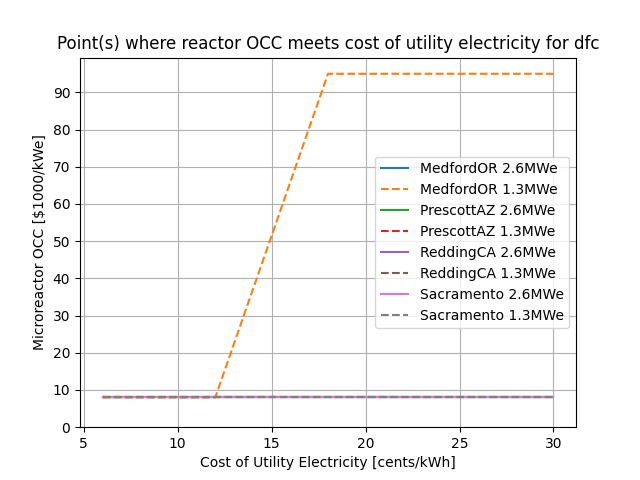 Point(s) where reactor OCC meets cost of utility electricity for dfc
Microreactor OCC [$1000/kWe]
90
80
70
60
50
40
30
20
10
0
MedfordOR 2.6MWe
MedfordOR 1.3MWe
PrescottAZ 2.6MWe
PrescottAZ 1.3MWe
ReddingCA 2.6MWe
ReddingCA 1.3MWe
Sacramento 2.6MWe
Sacramento 1.3MWe
5 10 15 20 25 30
Cost of Utility Electricity [cents/kWh]